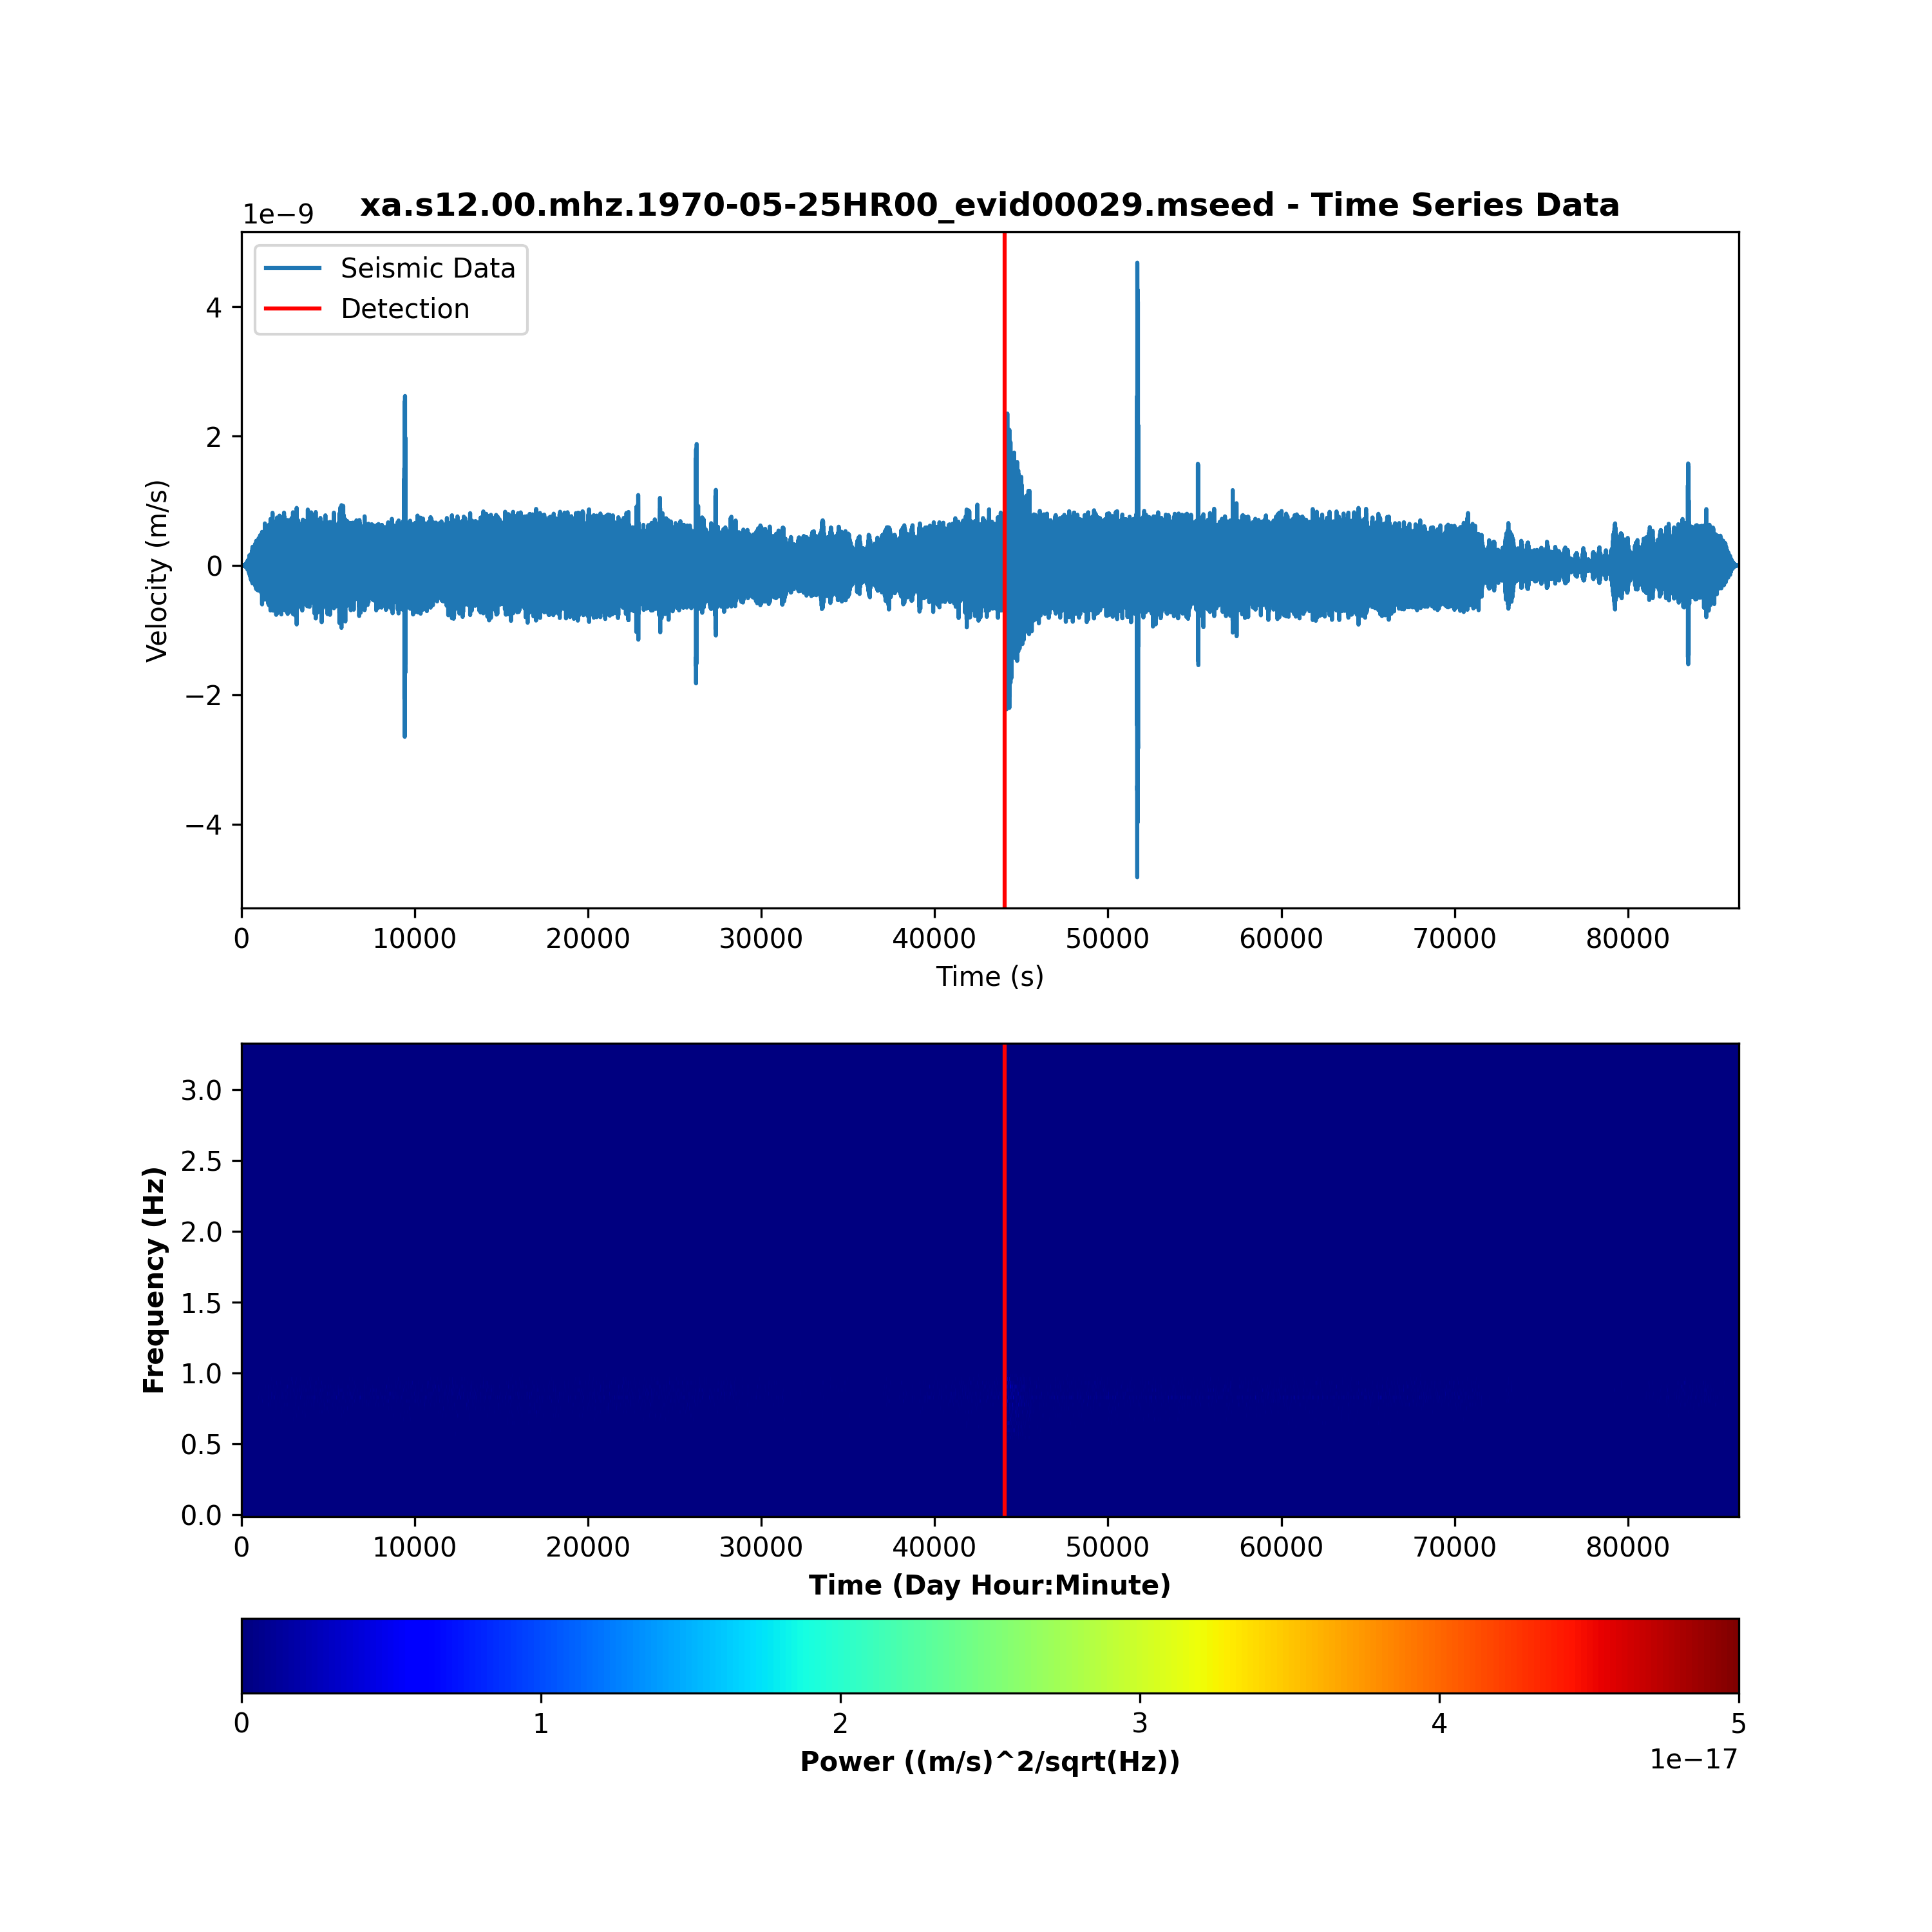 xa.s12.00.mhz.1970-05-25HR00_evid00029.mseed - Time Series Data
1e−9
Seismic Data
Detection
4
2
0
−2
−4
Velocity (m/s)
0 10000 20000 30000 40000 50000 60000 70000 80000
Time (s)
3.0
2.5
2.0
1.5
1.0
0.5
0.0
Frequency (Hz)
0 10000 20000 30000 40000 50000 60000 70000 80000
Time (Day Hour:Minute)
0 1 2 3 4 5
1e−17
Power ((m/s)^2/sqrt(Hz))